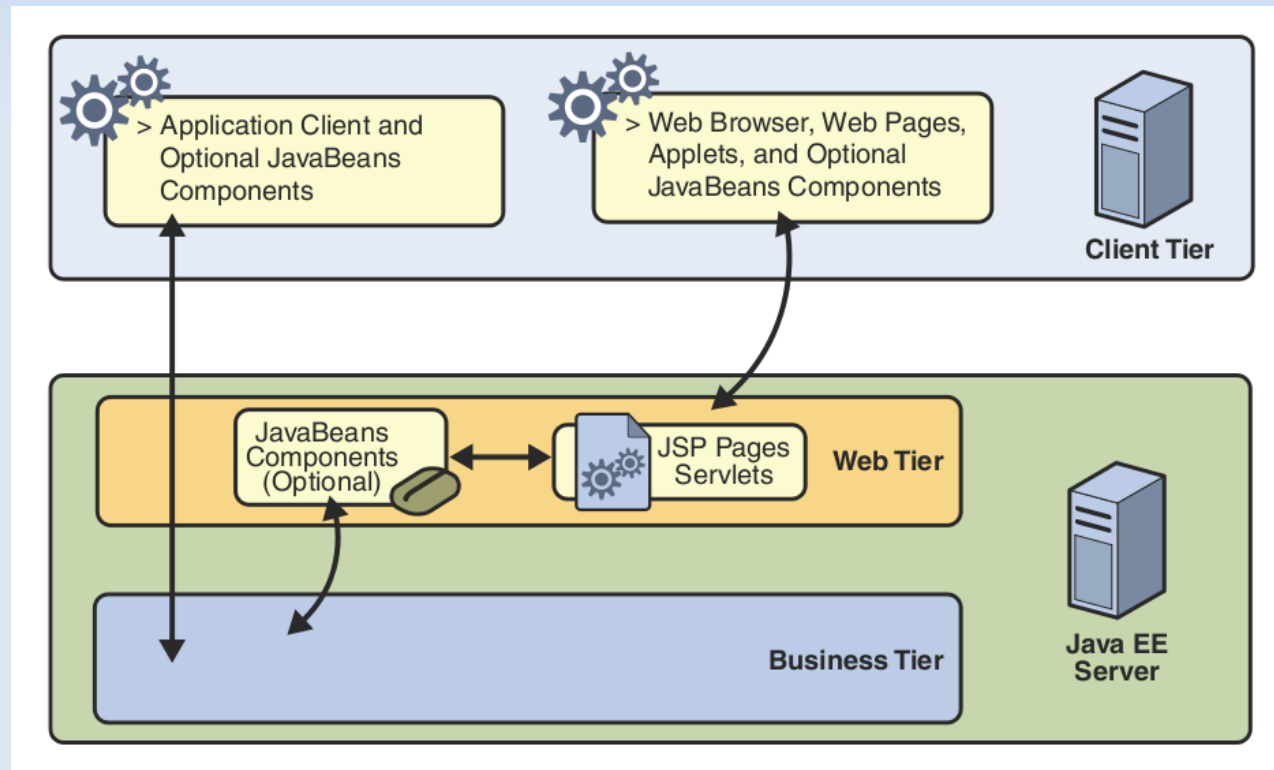 > Application Client and
Optional JavaBeans
Components
> Web Browser, Web Pages,
Applets, and Optional
JavaBeans Components
Client Tier
JavaBeans
Components
(Optional)
JSP Pages
Servlets
Web Tier
Business Tier
Java EE
Server